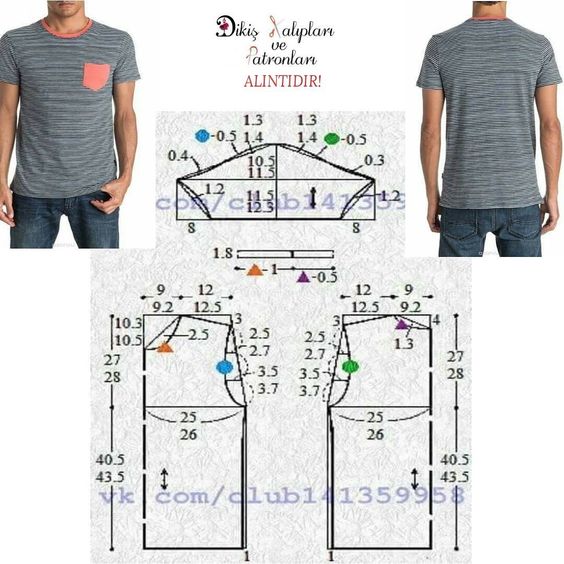 Dikiş Kalıpları
ve
Patronları
ALINTIDIR!
1.3 1.3
-0.5 1.4 1.4 -0.5
0.4 10.5 0.3
11.5
1.2 11.5 1.2
12.3
com/club141359958
8 8
1.8
-1 -0.5
9 12 12 9
9.2 12.5 12.5 9.2
10.3 3 3 4
10.5 2.5 2.5 2.5 1.3
2.7 2.7
27 3.5 3.5 27
28 3.7 3.7 28
25 25
26 26
40.5 40.5
43.5 43.5
vk.com/club141359958
1 1